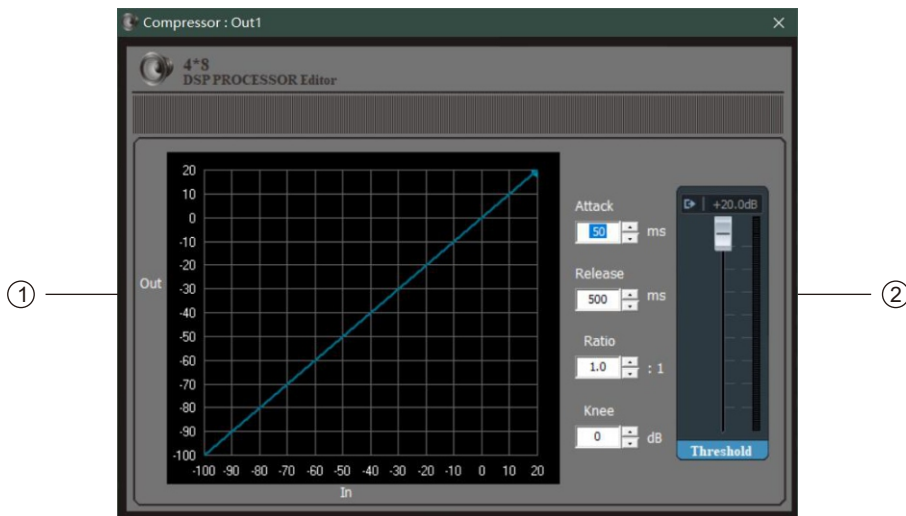 Compressor : Out1
4*8
DSP PROCESSOR Editor
20
10
0
-10
-20
-30
-40
-50
-60
-70
-80
-90
-100
Out
-100 -90 -80 -70 -60 -50 -40 -30 -20 -10 0 10 20
In
Attack
50 ms
Release
500 ms
Ratio
1.0 : 1
Knee
0 dB
+20.0dB
Threshold
1
2